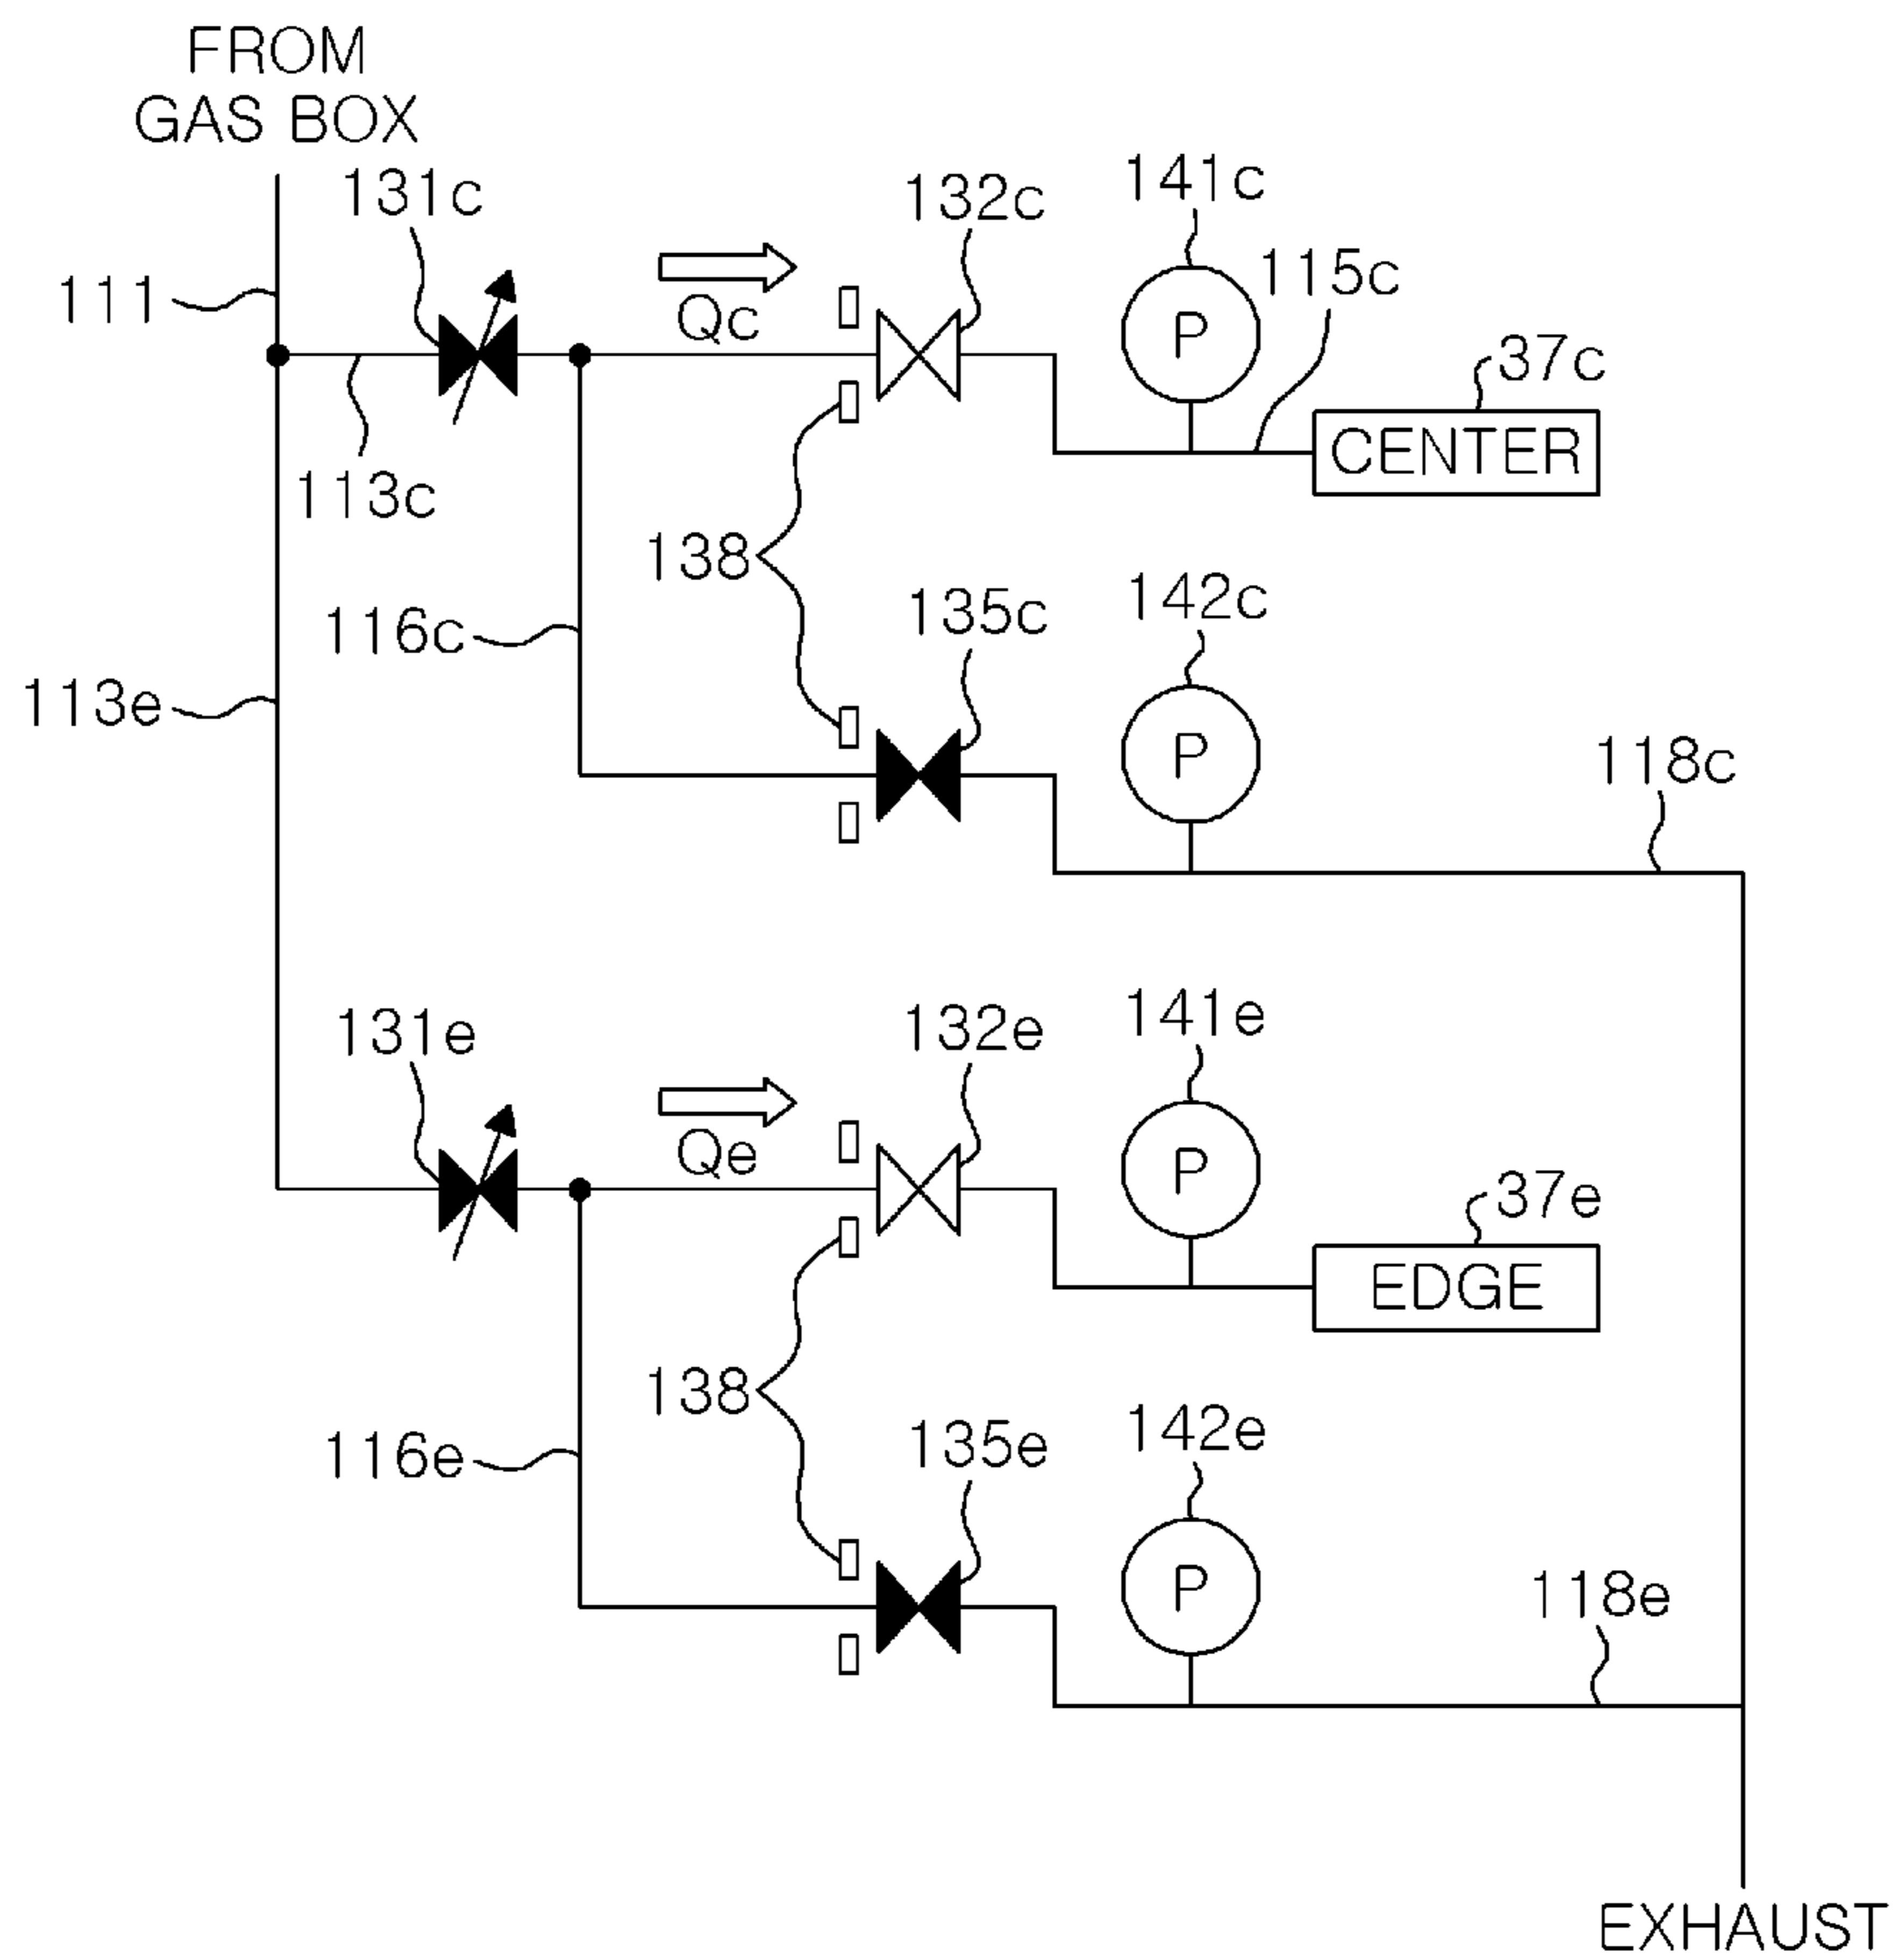 FROM
GAS BOX
131c
132c
141c
111
Qc
P
115c
37c
CENTER
113c
138
116c
135c
142c
113e
P
118c
131e
132e
141e
Qe
P
37e
EDGE
138
116e
135e
142e
P
118e
EXHAUST